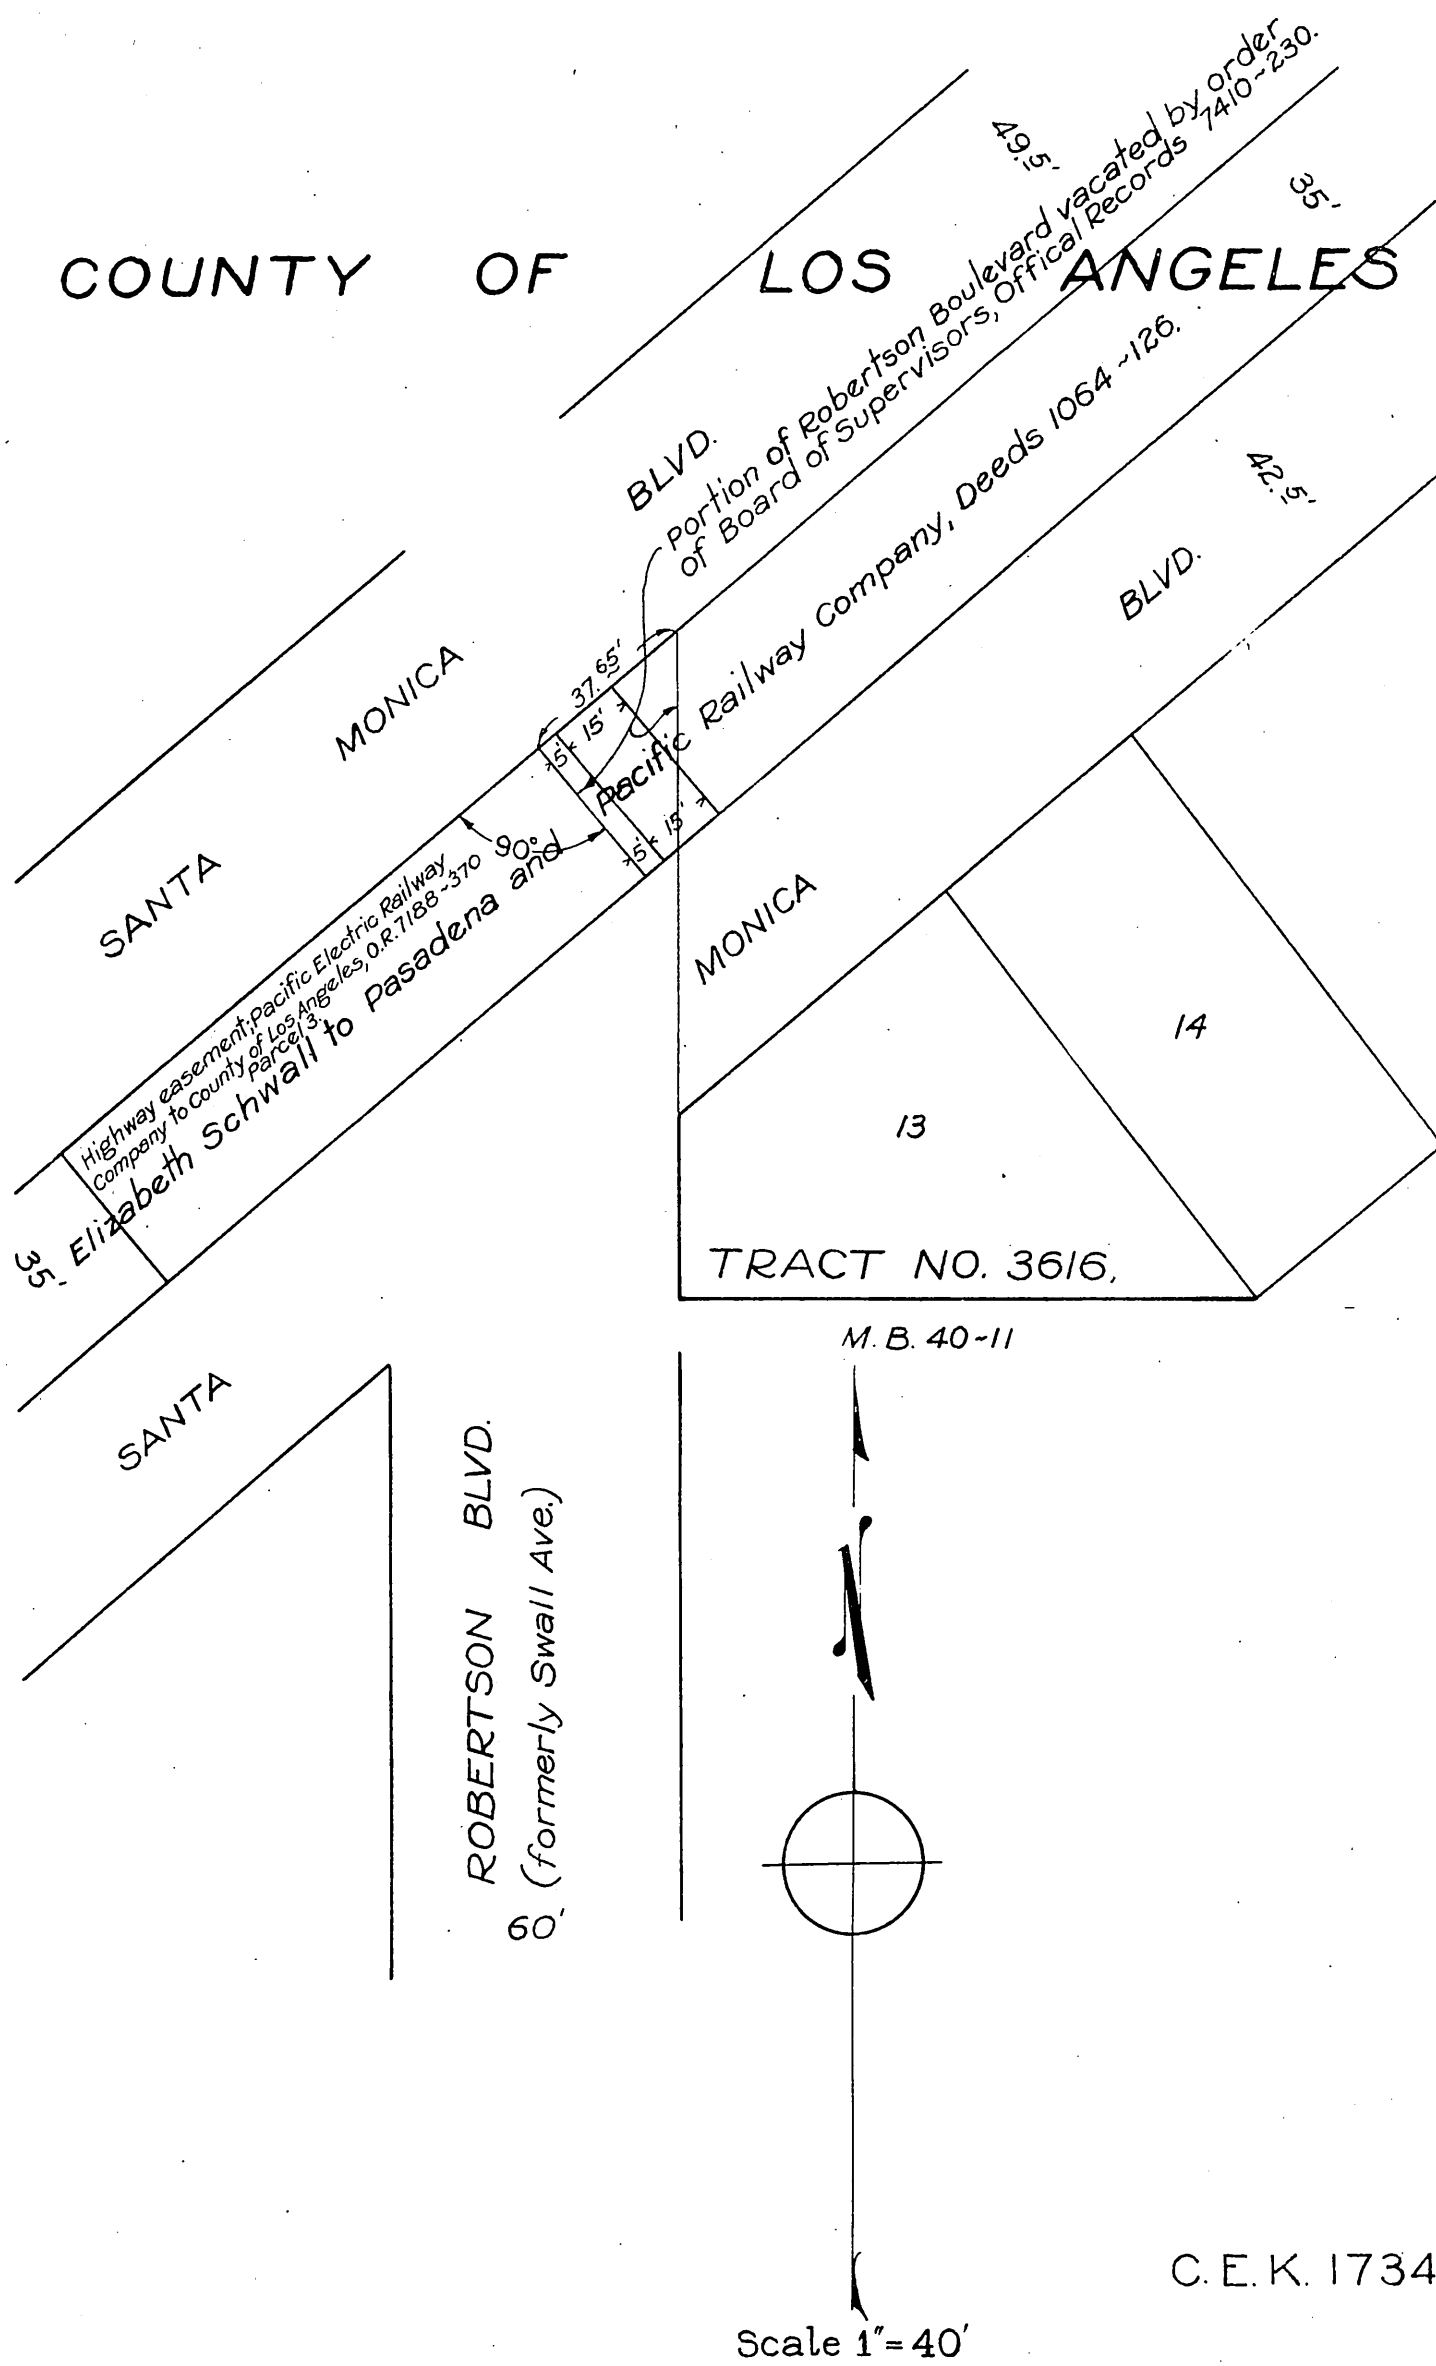 COUNTY OF LOS ANGELES
49.5'
35'
Portion of Robertson Boulevard vacated by order
of Board of Supervisors, Offical Records 7410~230.
BLVD.
42.5'
37.65'
5' 15'
5' 15'
90°
MONICA
SANTA
Elizabeth Schwall to Pasadena and Pacific Railway Company, Deeds 1064~126.
Highway easement; Pacific Electric Railway
Company to County of Los Angeles, O.R. 7188~370
Parcel 3.
35'
BLVD.
MONICA
SANTA
14
13
TRACT NO. 3616,
M. B. 40~11
ROBERTSON BLVD.
(formerly Swall Ave.)
60'
N
C. E. K. 1734
Scale 1"=40'